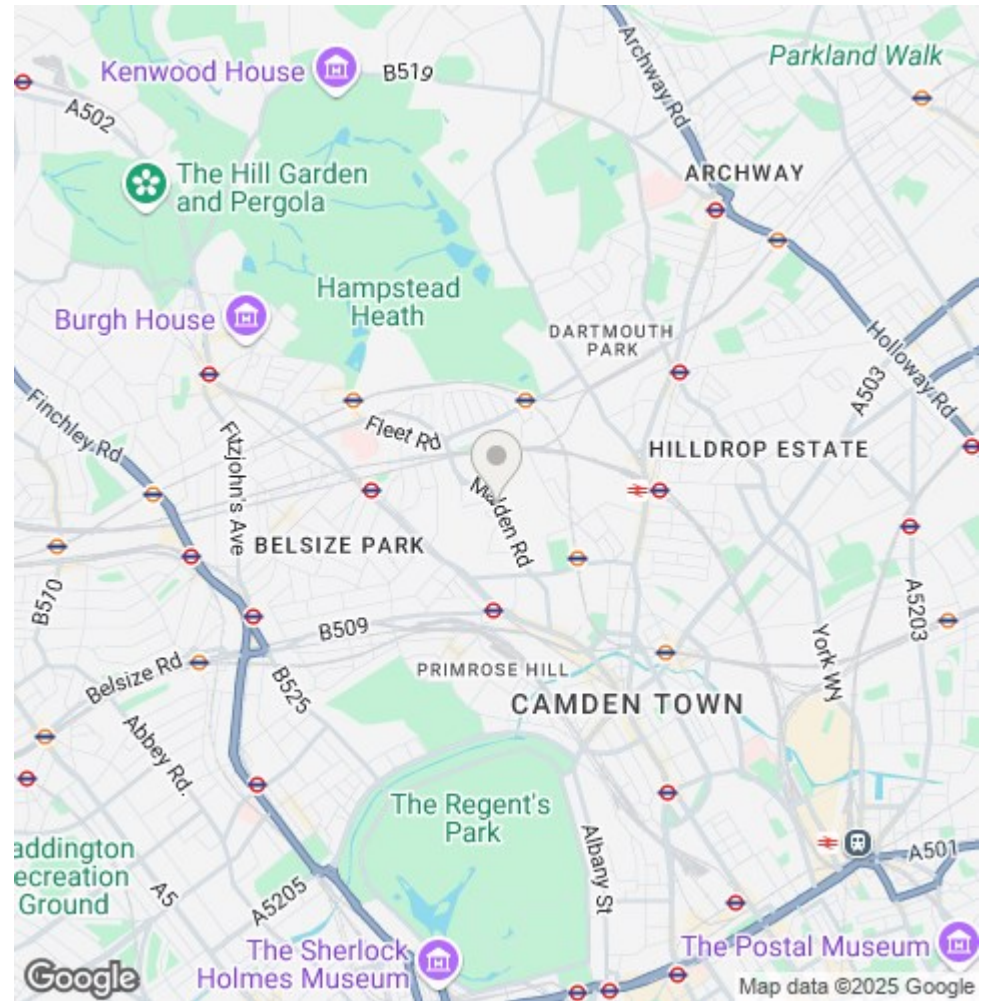 Kenwood House
B519
Archway Rd
Parkland Walk
A502
The Hill Garden
and Pergola
ARCHWAY
Burgh House
Hampstead
Heath
DARTMOUTH
PARK
Holloway Rd
A503
Finchley Rd
Fitzjohn's Ave
Fleet Rd
HILLDROP ESTATE
Malden Rd
BELSIZE PARK
B570
B509
A5203
York Wy
Belsize Rd
B525
PRIMROSE HILL
CAMDEN TOWN
Abbey Rd.
The Regent's
Park
Albany St
addington
ecreation
Ground
A5
A5205
A501
The Sherlock
Holmes Museum
The Postal Museum
Google
Map data ©2025 Google